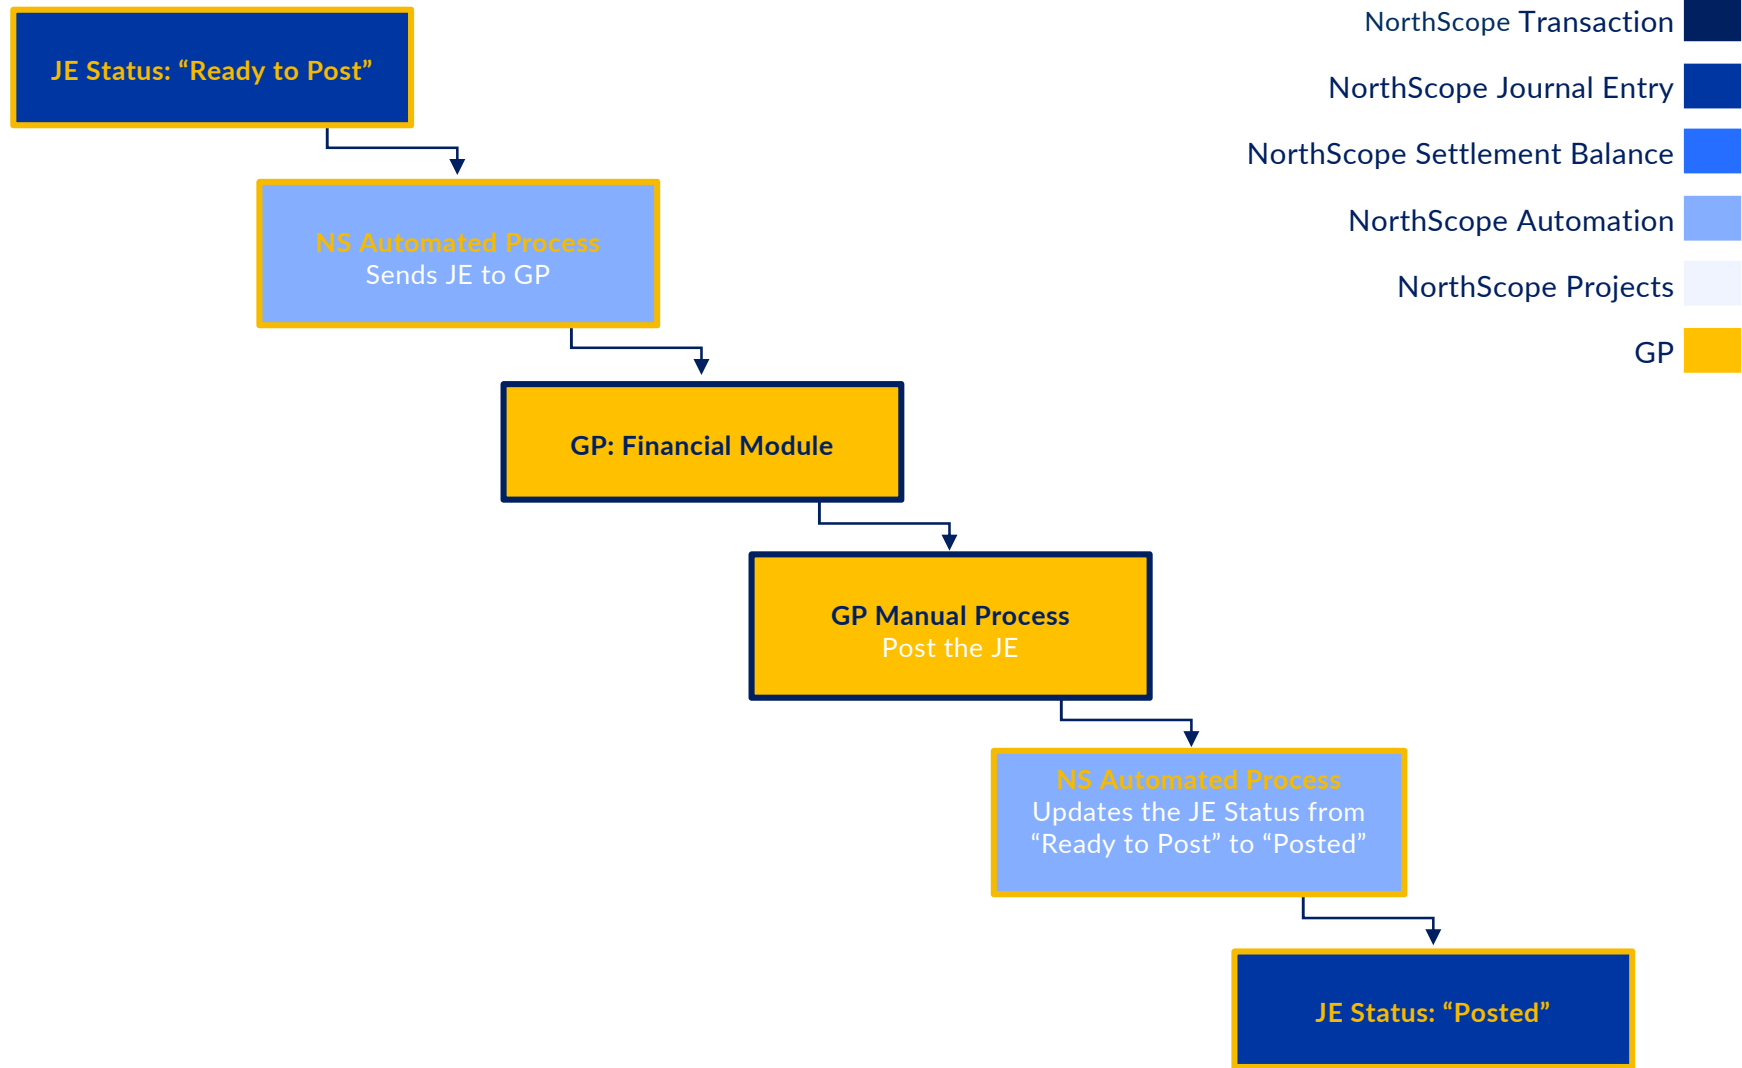 JE Status: “Ready to Post”
NS Automated Process
Sends JE to GP
GP: Financial Module
GP Manual Process
Post the JE
NS Automated Process
Updates the JE Status from
“Ready to Post” to “Posted”
JE Status: “Posted”
NorthScope Transaction
NorthScope Journal Entry
NorthScope Settlement Balance
NorthScope Automation
NorthScope Projects
GP